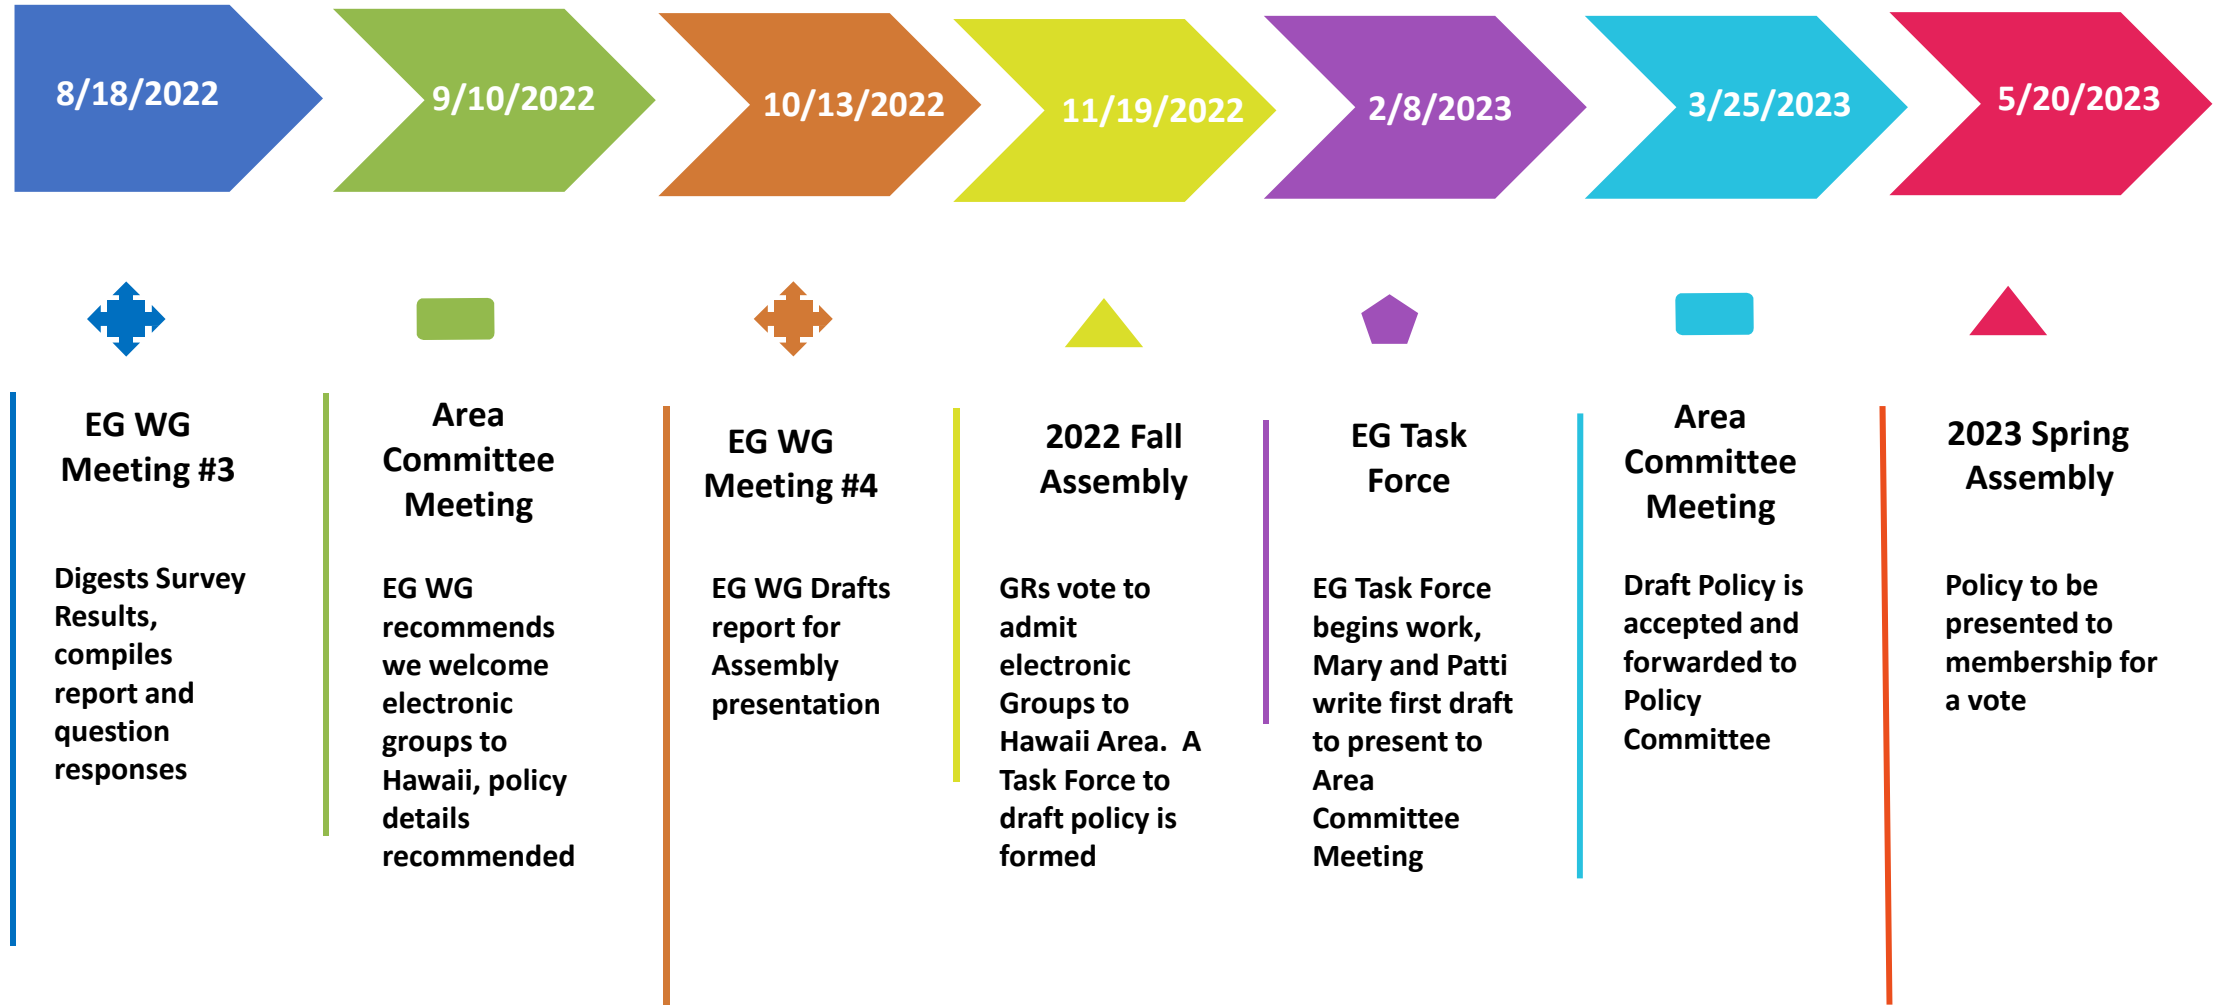 8/18/2022
9/10/2022
10/13/2022
11/19/2022
2/8/2023
3/25/2023
5/20/2023
EG WG
Meeting #3
Digests Survey
Results,
compiles
report and
question
responses
Area
Committee
Meeting
EG WG
recommends
we welcome
electronic
groups to
Hawaii, policy
details
recommended
EG WG
Meeting #4
EG WG Drafts
report for
Assembly
presentation
2022 Fall
Assembly
GRs vote to
admit
electronic
Groups to
Hawaii Area.  A
Task Force to
draft policy is
formed
EG Task
Force
EG Task Force
begins work,
Mary and Patti
write first draft
to present to
Area
Committee
Meeting
Area
Committee
Meeting
Draft Policy is
accepted and
forwarded to
Policy
Committee
2023 Spring
Assembly
Policy to be
presented to
membership for
a vote